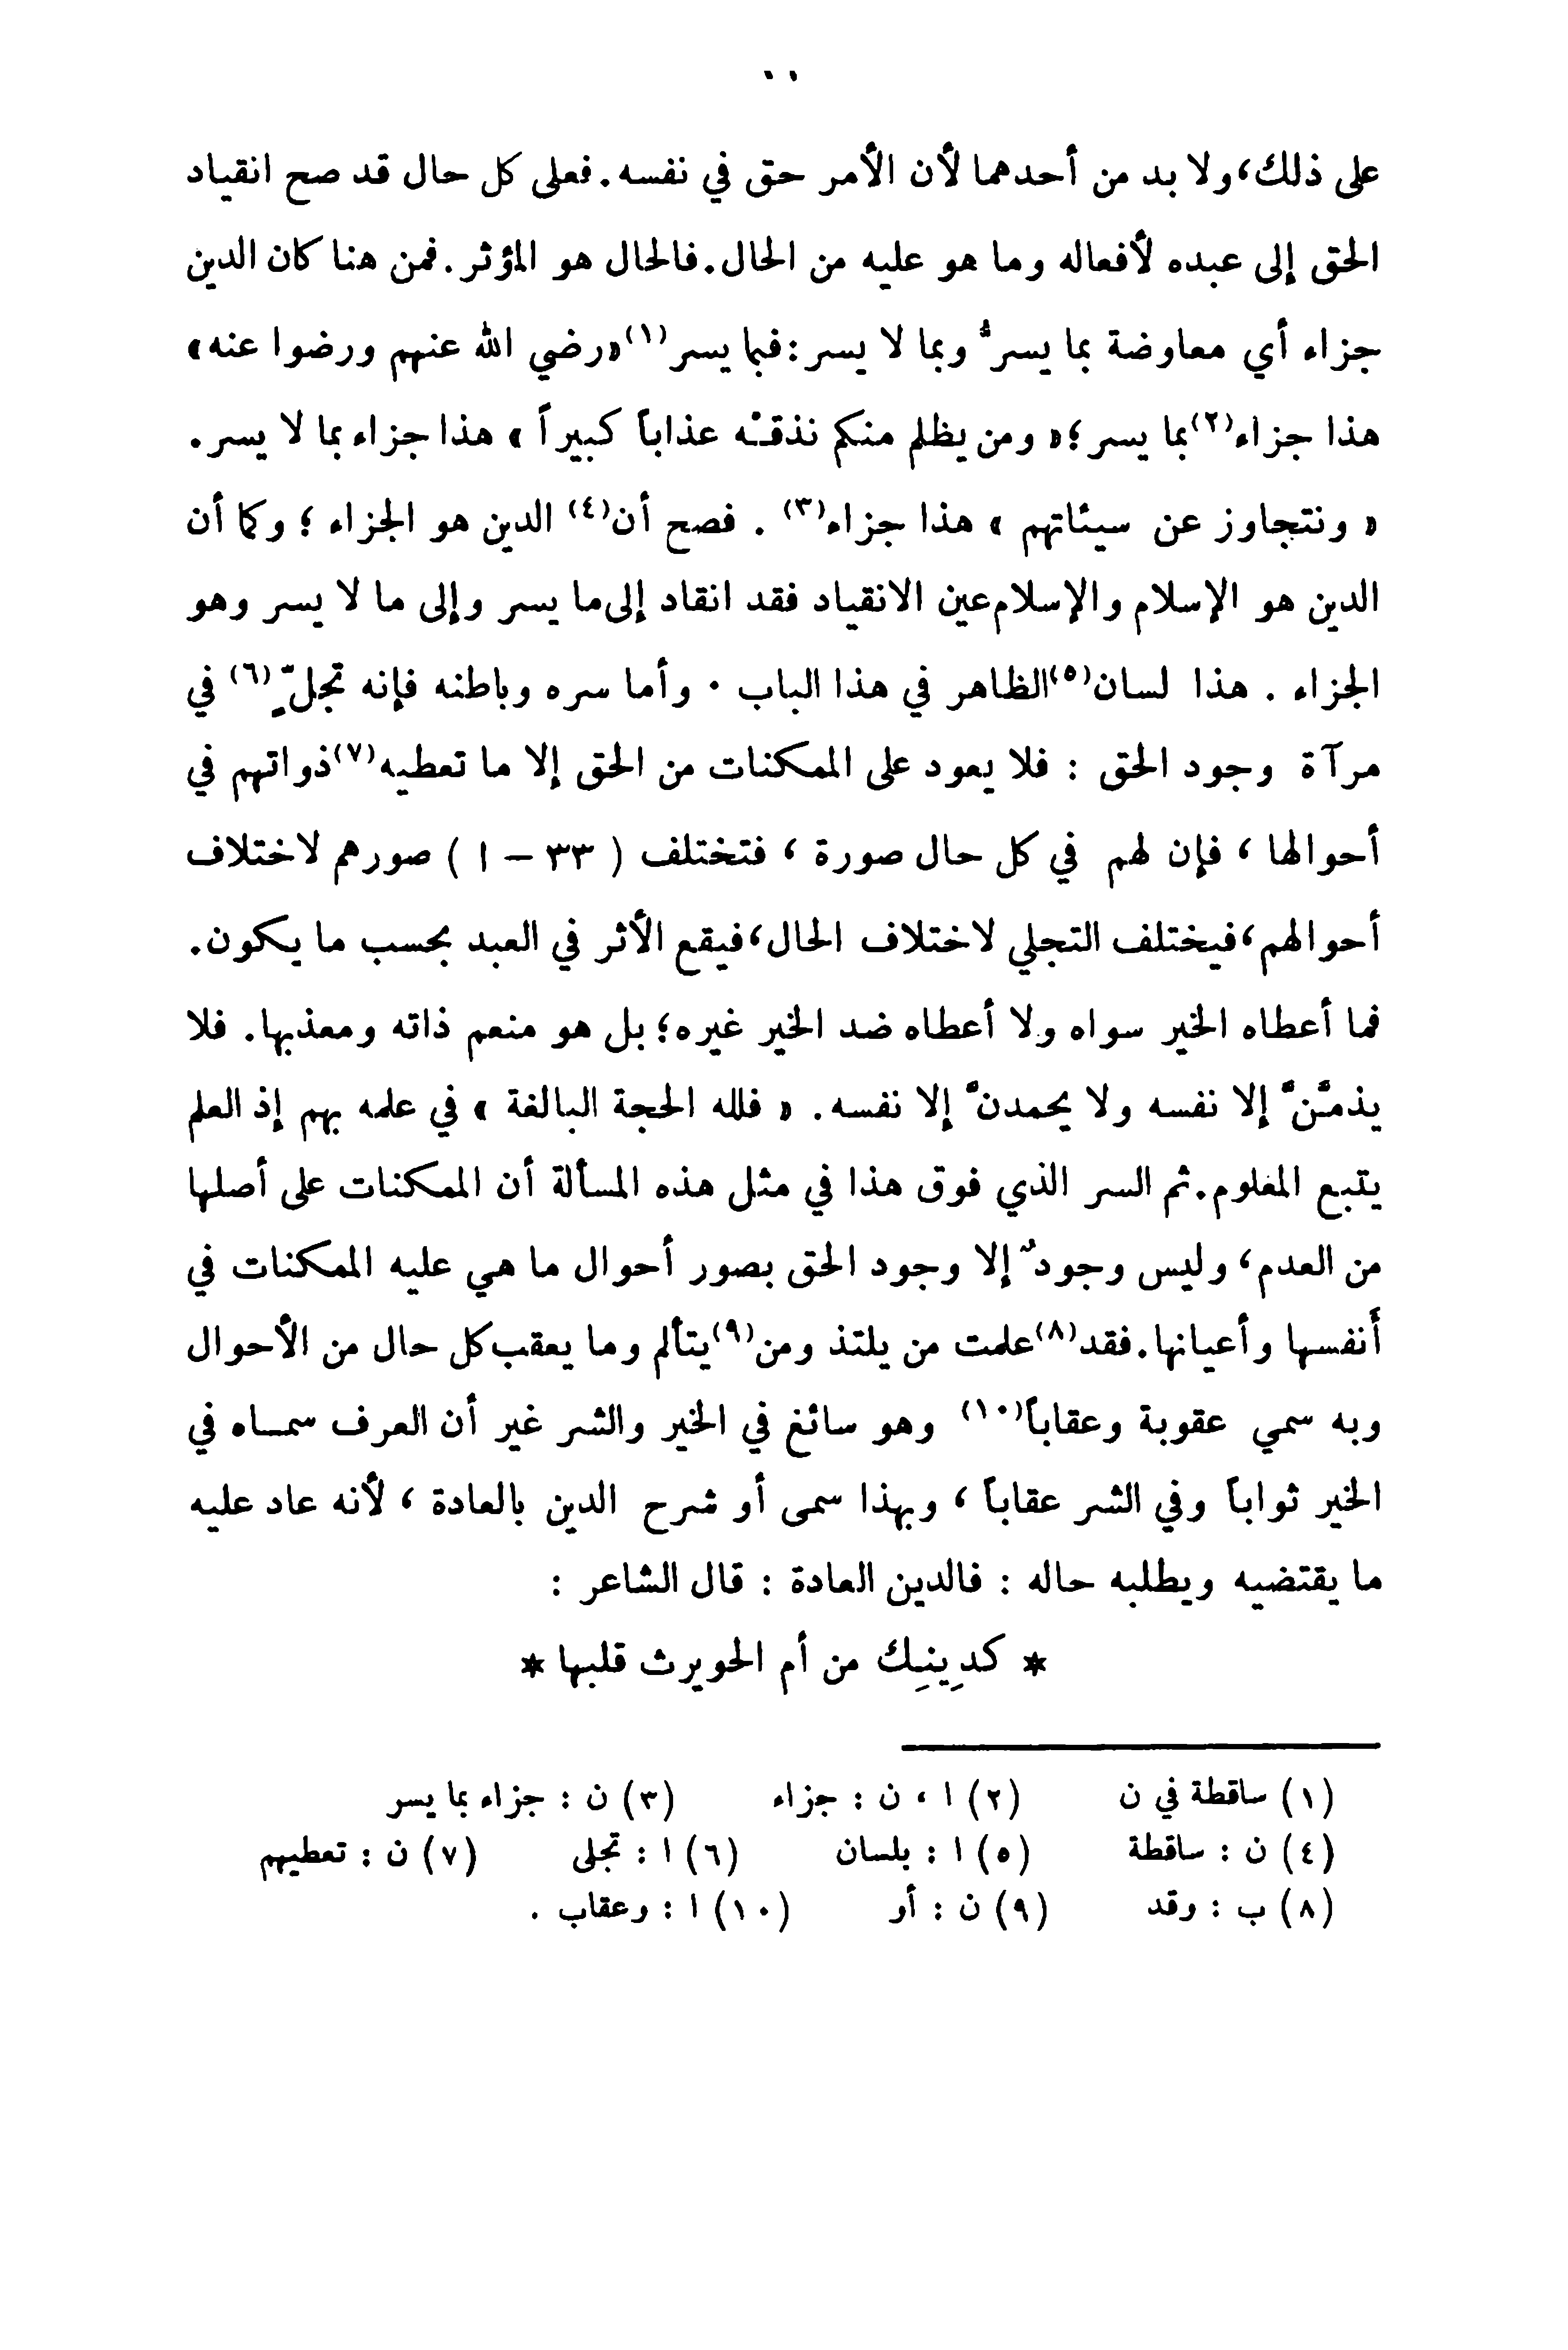 على ذلك، ولا بد من أحدهما لأن الأمر حق في نفسه. فعلى كل حال قد صح انقياد
الحق إلى عبده لأفعاله وما هو عليه من الحال. فالحال هو المؤثر. فمن هنا كان الدين
جزاء أي معاوضة بما يسرُّ وبما لا يسر: فبما يسر(١) «رضي الله عنهم ورضوا عنه»
هذا جزاء(٢) بما يسر؛ « ومن يظلم منكم نذقْه عذاباً كبيراً » هذا جزاء بما لا يسر.
« ونتجاوز عن سيئاتهم » هذا جزاء(٣) . فصح أن(٤) الدين هو الجزاء ؛ وكما أن
الدين هو الإسلام والإسلام عين الانقياد فقد انقاد إلى ما يسر وإلى ما لا يسر وهو
الجزاء . هذا لسان(٥) الظاهر في هذا الباب . وأما سره وباطنه فإنه تجلٍّ(٦) في
مرآة وجود الحق : فلا يعود على الممكنات من الحق إلا ما تعطيه(٧) ذواتهم في
أحوالها ، فإن لهم في كل حال صورة ، فتختلف ( ٣٣ – ا ) صورهم لاختلاف
أحوالهم، فيختلف التجلي لاختلاف الحال، فيقع الأثر في العبد بحسب ما يكون.
فما أعطاه الخير سواه ولا أعطاه ضد الخير غيره؛ بل هو منعم ذاته ومعذبها. فلا
يذمَّنَّ إلا نفسه ولا يحمدنَّ إلا نفسه. « فلله الحجة البالغة » في علمه بهم إذ العلم
يتبع المعلوم. ثم السر الذي فوق هذا في مثل هذه المسألة أن الممكنات على أصلها
من العدم، وليس وجودٌ إلا وجود الحق بصور أحوال ما هي عليه الممكنات في
أَنفسها وأعيانها. فقد(٨) علمت من يلتذ ومن(٩) يتألم وما يعقب كل حال من الأحوال
وبه سمي عقوبة وعقاباً(١٠) وهو سائغ في الخير والشر غير أن العرف سمـاه في
الخير ثواباً وفي الشر عقاباً ، وبهذا سمى أو شرح الدين بالعادة ، لأنه عاد عليه
ما يقتضيه ويطلبه حاله : فالدين العادة : قال الشاعر :
* كدِينِك من أم الحويرث قلبها *
(١) ساقطة في ن (٢) ا ، ن : جزاء (٣) ن : جزاء بما يسر
(٤) ن : ساقطة (٥) ا : بلسان (٦) ا : تجلى (٧) ن : تعطيهم
(٨) ب : وقد (٩) ن : أو (١٠) ا : وعقاب .